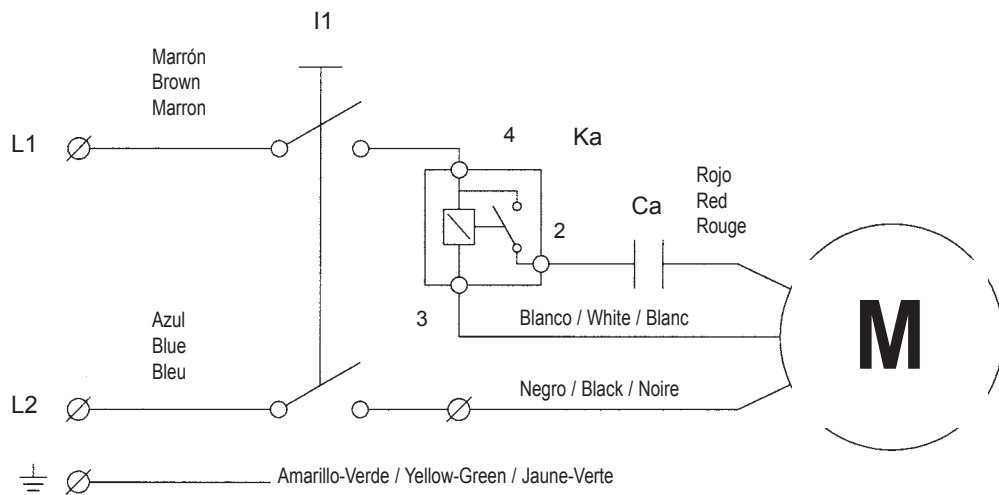 I1
Marrón
Brown
Marron
L1
4
Ka
Rojo
Red
Rouge
Ca
2
3
Blanco / White / Blanc
M
Azul
Blue
Bleu
L2
Negro / Black / Noire
Amarillo-Verde / Yellow-Green / Jaune-Verte